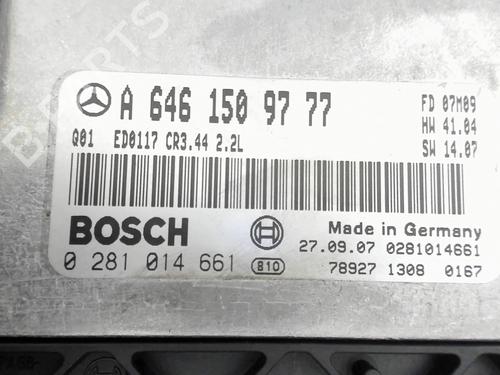 A 646 150 97 77
FD 07M09
HW 41.04
Q01 ED0117 CR3.44 2.2L
SW 14.07
BOSCH
Made in Germany
27.09.07 0281014661
0 281 014 661 810
78927 1308 0167
B-PARTS